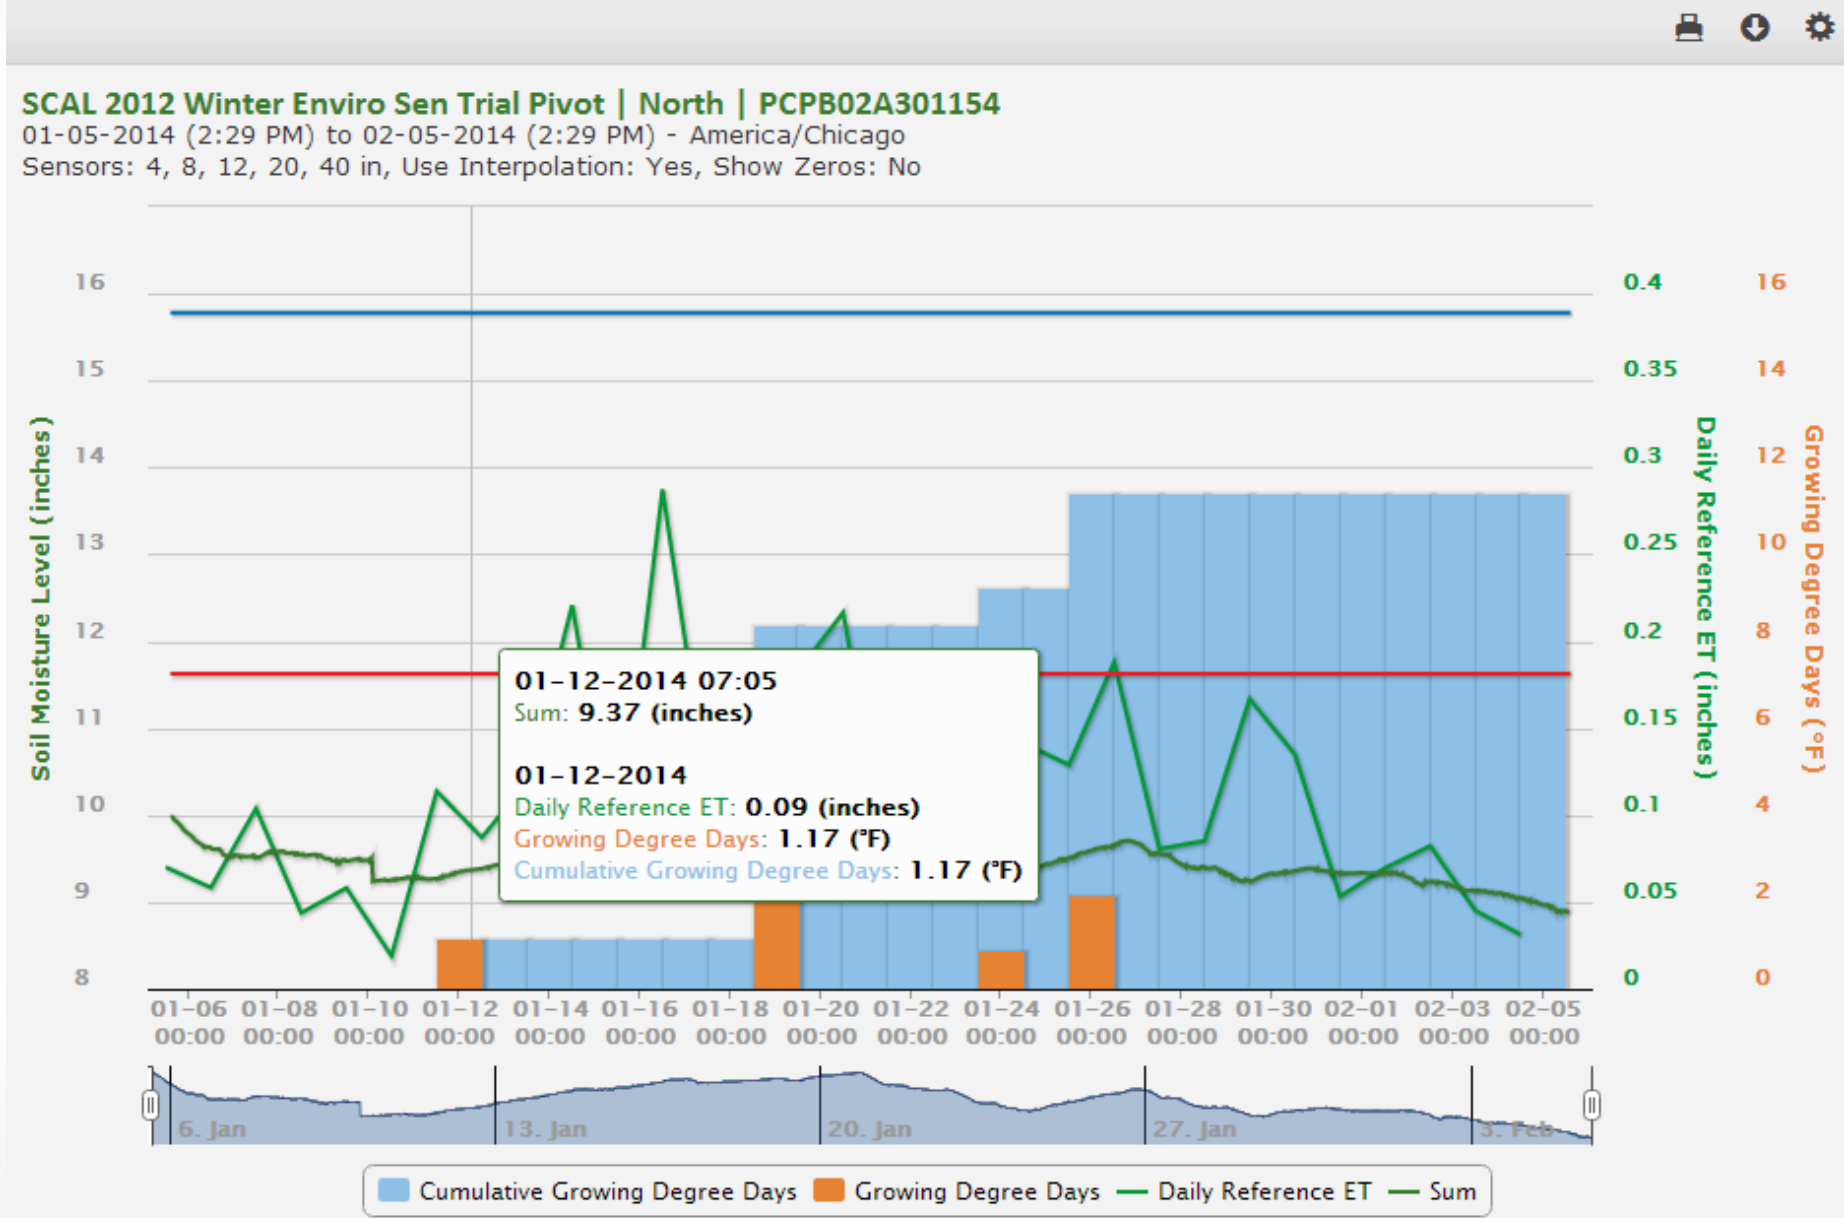 SCAL 2012 Winter Enviro Sen Trial Pivot | North | PCPB02A301154
01-05-2014 (2:29 PM) to 02-05-2014 (2:29 PM) - America/Chicago
Sensors: 4, 8, 12, 20, 40 in, Use Interpolation: Yes, Show Zeros: No
Soil Moisture Level (inches)
16
15
14
13
12
11
10
9
8
0.4
0.35
0.3
0.25
0.2
0.15
0.1
0.05
0
Daily Reference ET (inches)
16
14
12
10
8
6
4
2
0
Growing Degree Days (°F)
01-12-2014 07:05
Sum: 9.37 (inches)
01-12-2014
Daily Reference ET: 0.09 (inches)
Growing Degree Days: 1.17 (°F)
Cumulative Growing Degree Days: 1.17 (°F)
01-06 01-08 01-10 01-12 01-14 01-16 01-18 01-20 01-22 01-24 01-26 01-28 01-30 02-01 02-03 02-05
00:00 00:00 00:00 00:00 00:00 00:00 00:00 00:00 00:00 00:00 00:00 00:00 00:00 00:00 00:00 00:00
6. Jan 13. Jan 20. Jan 27. Jan 3. Feb
Cumulative Growing Degree Days Growing Degree Days Daily Reference ET Sum